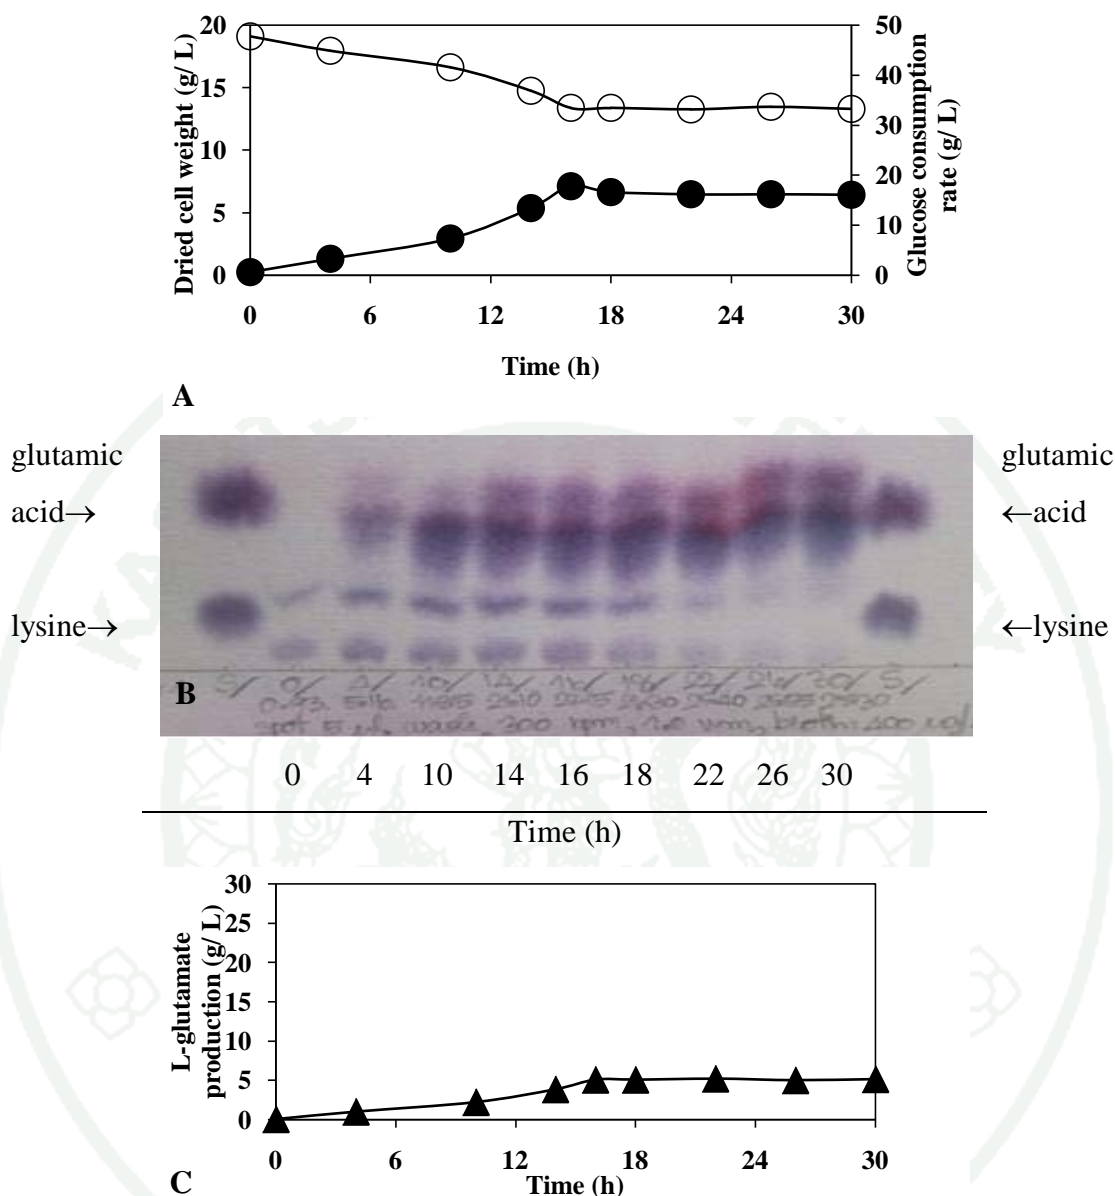 20 50
15 40
10 30
5 20
0 10
0
Dried cell weight (g/ L)
Glucose consumption
rate (g/ L)
0 6 12 18 24 30
Time (h)
A
glutamic glutamic
acid→ ←acid
lysine→ ←lysine
B
0 4 10 14 16 18 22 26 30
Time (h)
30
25
20
15
10
5
0
L-glutamate
production (g/ L)
0 6 12 18 24 30
Time (h)
C